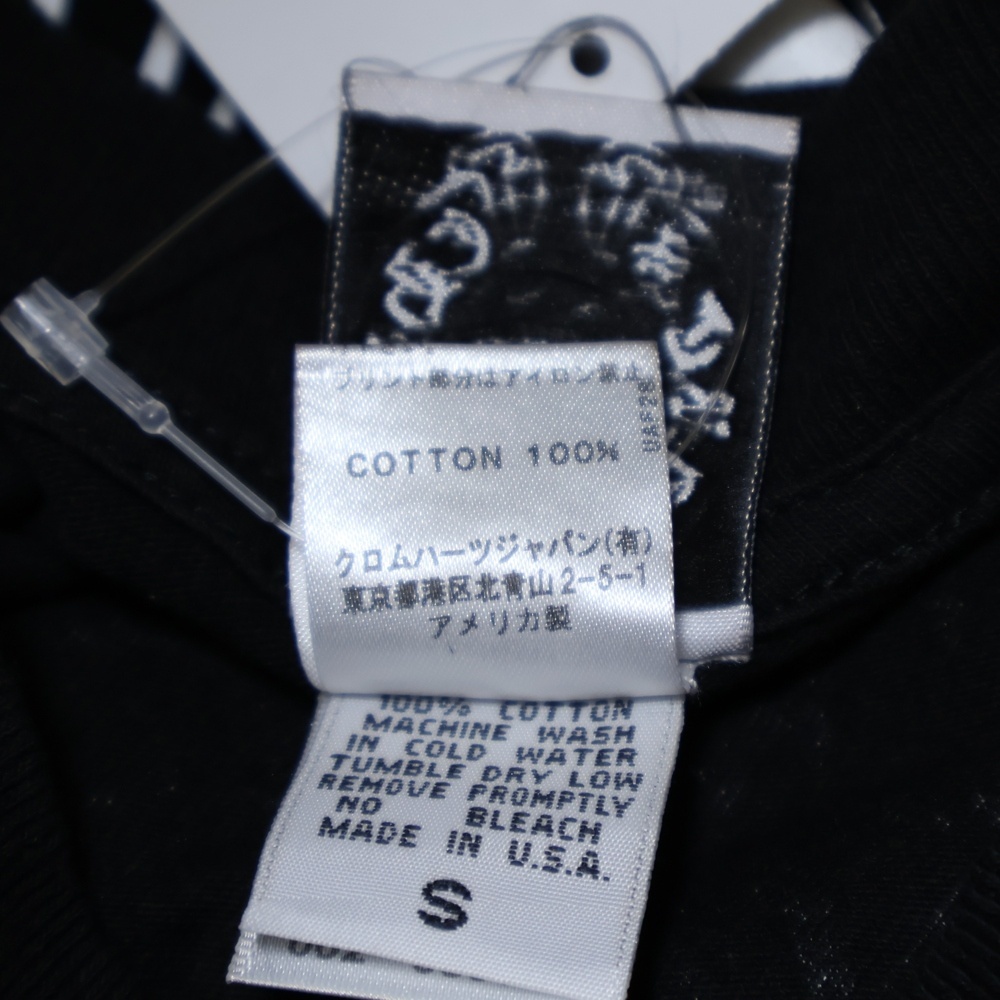 プリント部分はアイロン禁止
UAF28
COTTON 100%
クロムハーツジャパン(有)
東京都港区北青山2-5-1
アメリカ製
100% COTTON
MACHINE WASH
IN COLD WATER
TUMBLE DRY LOW
REMOVE PROMPTLY
NO BLEACH
MADE IN U.S.A.
S